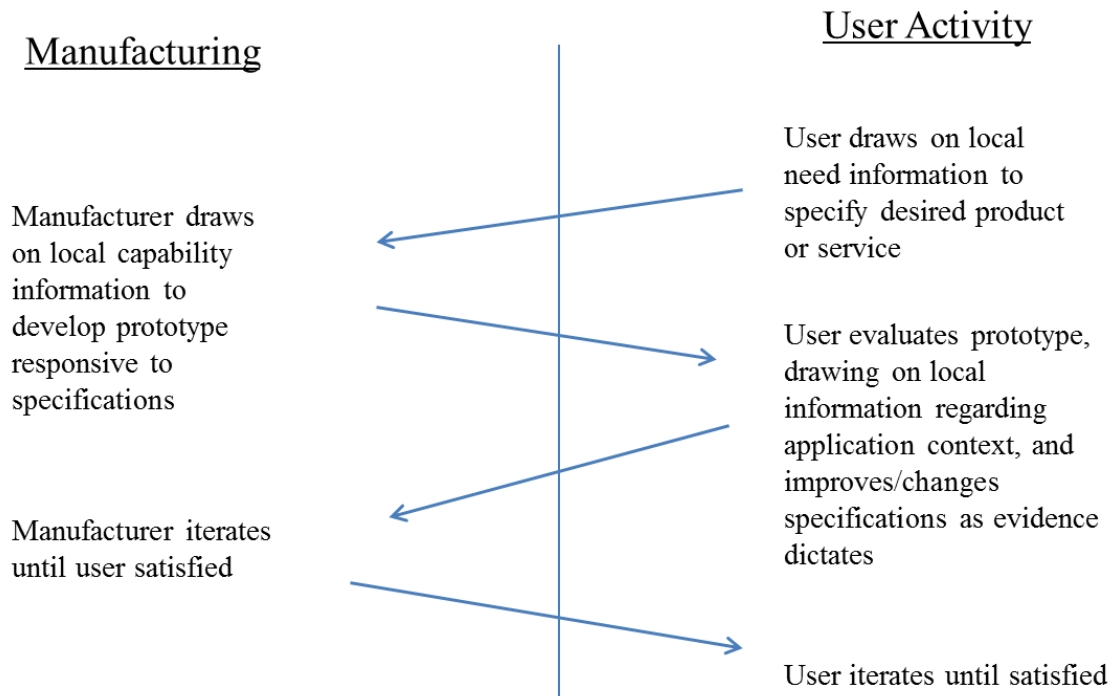 Manufacturing
User Activity
User draws on local
need information to
specify desired product
or service
Manufacturer draws
on local capability
information to
develop prototype
responsive to
specifications
User evaluates prototype,
drawing on local
information regarding
application context, and
improves/changes
specifications as evidence
dictates
Manufacturer iterates
until user satisfied
User iterates until satisfied